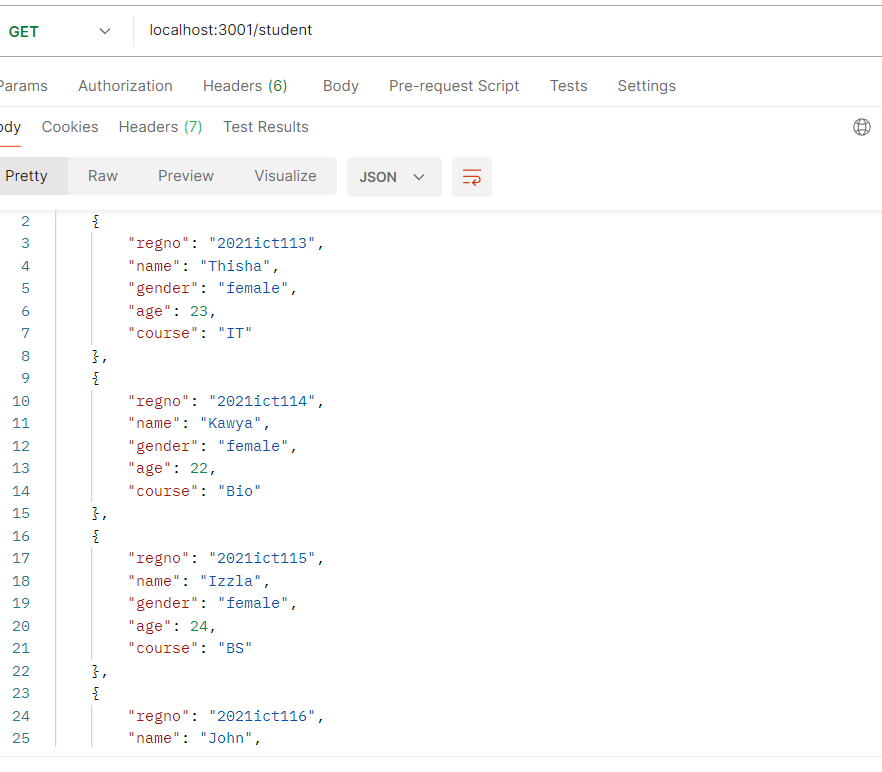 GET localhost:3001/student
Params Authorization Headers (6) Body Pre-request Script Tests Settings
ody Cookies Headers (7) Test Results
Pretty Raw Preview Visualize JSON
2 {
3 "regno": "2021ict113",
4 "name": "Thisha",
5 "gender": "female",
6 "age": 23,
7 "course": "IT"
8 },
9 {
10 "regno": "2021ict114",
11 "name": "Kawya",
12 "gender": "female",
13 "age": 22,
14 "course": "Bio"
15 },
16 {
17 "regno": "2021ict115",
18 "name": "Izzla",
19 "gender": "female",
20 "age": 24,
21 "course": "BS"
22 },
23 {
24 "regno": "2021ict116",
25 "name": "John",